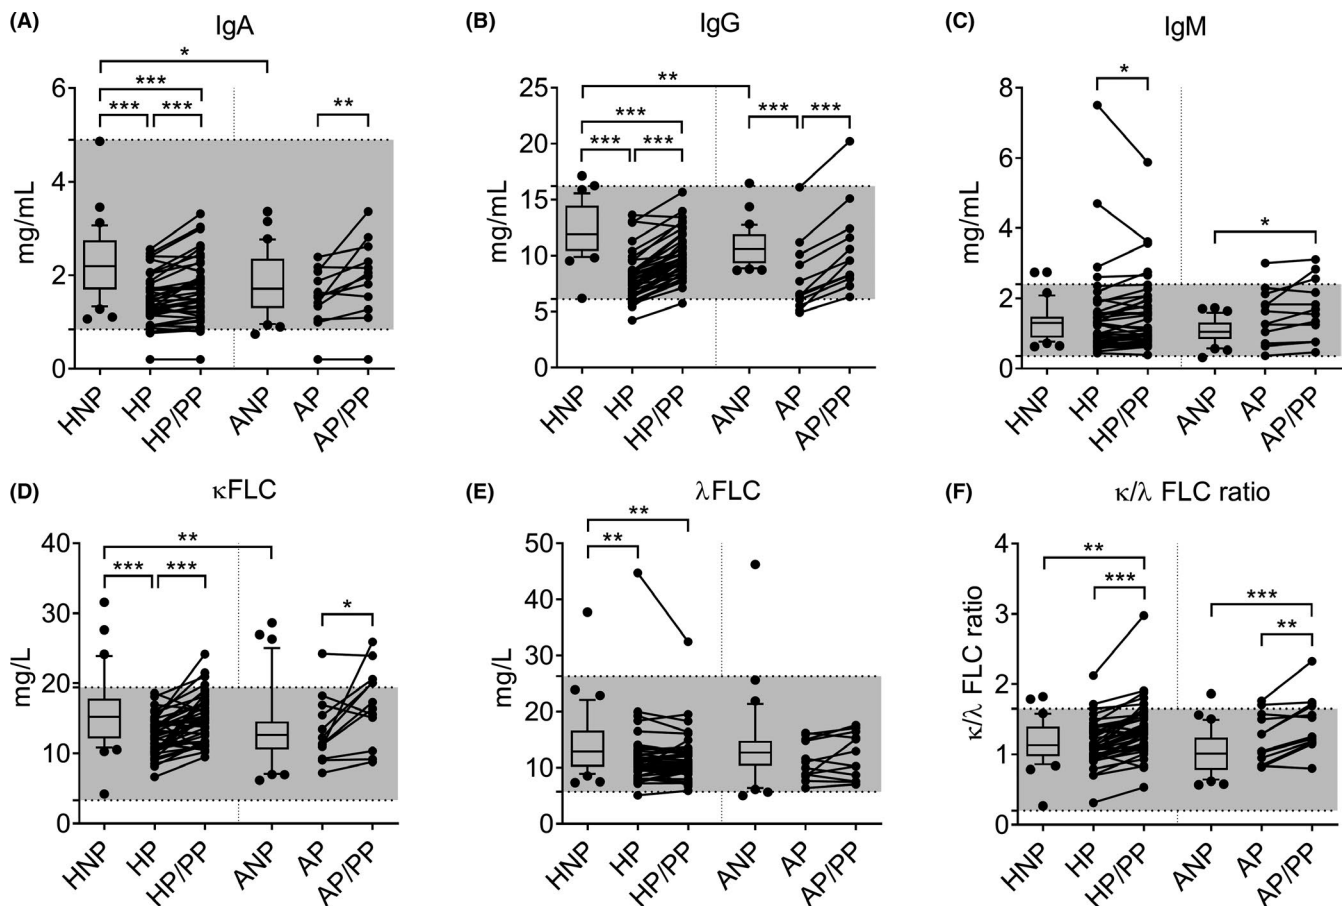 (A) IgA
*
***
*** ***
**
mg/mL
6
4
2
0
HNP HP HP/PP ANP AP AP/PP
(B) IgG
**
***
*** ***
*** ***
mg/mL
25
20
15
10
5
0
HNP HP HP/PP ANP AP AP/PP
(C) IgM
*
*
mg/mL
8
6
4
2
0
HNP HP HP/PP ANP AP AP/PP
(D) κFLC
**
*** ***
*
mg/L
40
30
20
10
0
HNP HP HP/PP ANP AP AP/PP
(E) λFLC
**
**
mg/L
50
40
30
20
10
0
HNP HP HP/PP ANP AP AP/PP
(F) κ/λ FLC ratio
**
***
***
**
κ/λ FLC ratio
4
3
2
1
0
HNP HP HP/PP ANP AP AP/PP